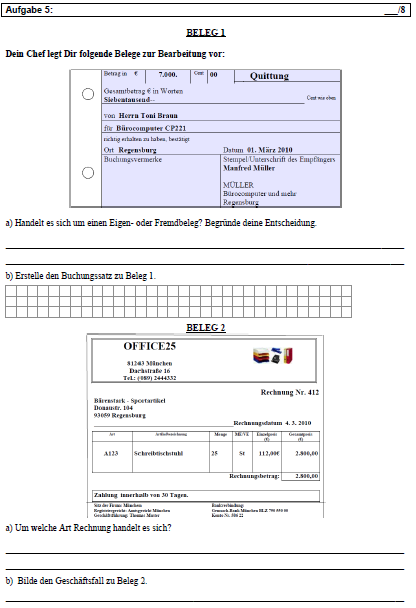 Aufgabe 5: ___/8
BELEG 1
Dein Chef legt Dir folgende Belege zur Bearbeitung vor:
Betrag in € 7.000. Cent 00 Quittung
Gesamtbetrag € in Worten
Siebentausend-- Cent wie oben
von Herrn Toni Braun
für Bürocomputer CP221
richtig erhalten zu haben, bestätigt
Ort Regensburg Datum 01. März 2010
Buchungsvermerke Stempel/Unterschrift des Empfängers
Manfred Müller
MÜLLER
Bürocomputer und mehr
Regensburg
a) Handelt es sich um einen Eigen- oder Fremdbeleg? Begründe deine Entscheidung.
b) Erstelle den Buchungssatz zu Beleg 1.
BELEG 2
OFFICE25
81243 München
Dachstraße 16
Tel.: (089) 2444332
Rechnung Nr. 412
Bärenstark - Sportartikel
Donaustr. 104
93059 Regensburg
Rechnungsdatum 4. 3. 2010
Art Artikelbezeichnung Menge ME/VE Einzelpreis (€) Gesamtpreis (€)
A123 Schreibtischstuhl 25 St 112,00€ 2.800,00
Rechnungsbetrag: 2.800,00
Zahlung innerhalb von 30 Tagen.
Sitz der Firma: München Bankverbindung:
Registergericht: Amtsgericht München
Geschäftsführung: Thomas Muster
a) Um welche Art Rechnung handelt es sich?
b) Bilde den Geschäftsfall zu Beleg 2.